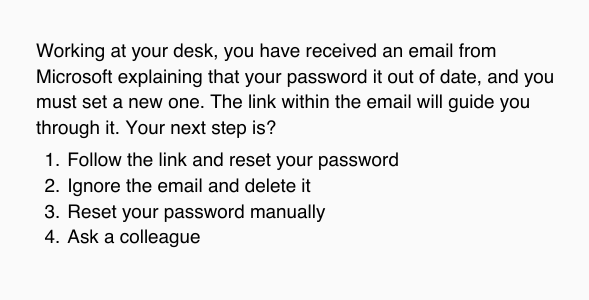 Working at your desk, you have received an email from
Microsoft explaining that your password it out of date, and you
must set a new one. The link within the email will guide you
through it. Your next step is?
1. Follow the link and reset your password
2. Ignore the email and delete it
3. Reset your password manually
4. Ask a colleague